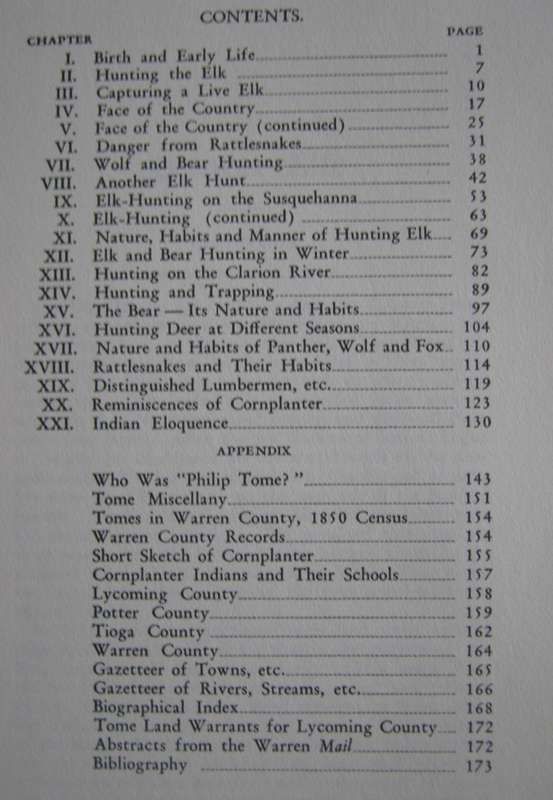 CONTENTS.
CHAPTER PAGE
I. Birth and Early Life 1
II. Hunting the Elk 7
III. Capturing a Live Elk 10
IV. Face of the Country 17
V. Face of the Country (continued) 25
VI. Danger from Rattlesnakes 31
VII. Wolf and Bear Hunting 38
VIII. Another Elk Hunt 42
IX. Elk-Hunting on the Susquehanna 53
X. Elk-Hunting (continued) 63
XI. Nature, Habits and Manner of Hunting Elk 69
XII. Elk and Bear Hunting in Winter 73
XIII. Hunting on the Clarion River 82
XIV. Hunting and Trapping 89
XV. The Bear — Its Nature and Habits 97
XVI. Hunting Deer at Different Seasons 104
XVII. Nature and Habits of Panther, Wolf and Fox 110
XVIII. Rattlesnakes and Their Habits 114
XIX. Distinguished Lumbermen, etc. 119
XX. Reminiscences of Cornplanter 123
XXI. Indian Eloquence 130
APPENDIX
Who Was "Philip Tome?" 143
Tome Miscellany 151
Tomes in Warren County, 1850 Census 154
Warren County Records 154
Short Sketch of Cornplanter 155
Cornplanter Indians and Their Schools 157
Lycoming County 158
Potter County 159
Tioga County 162
Warren County 164
Gazetteer of Towns, etc. 165
Gazetteer of Rivers, Streams, etc. 166
Biographical Index 168
Tome Land Warrants for Lycoming County 172
Abstracts from the Warren Mail 172
Bibliography 173